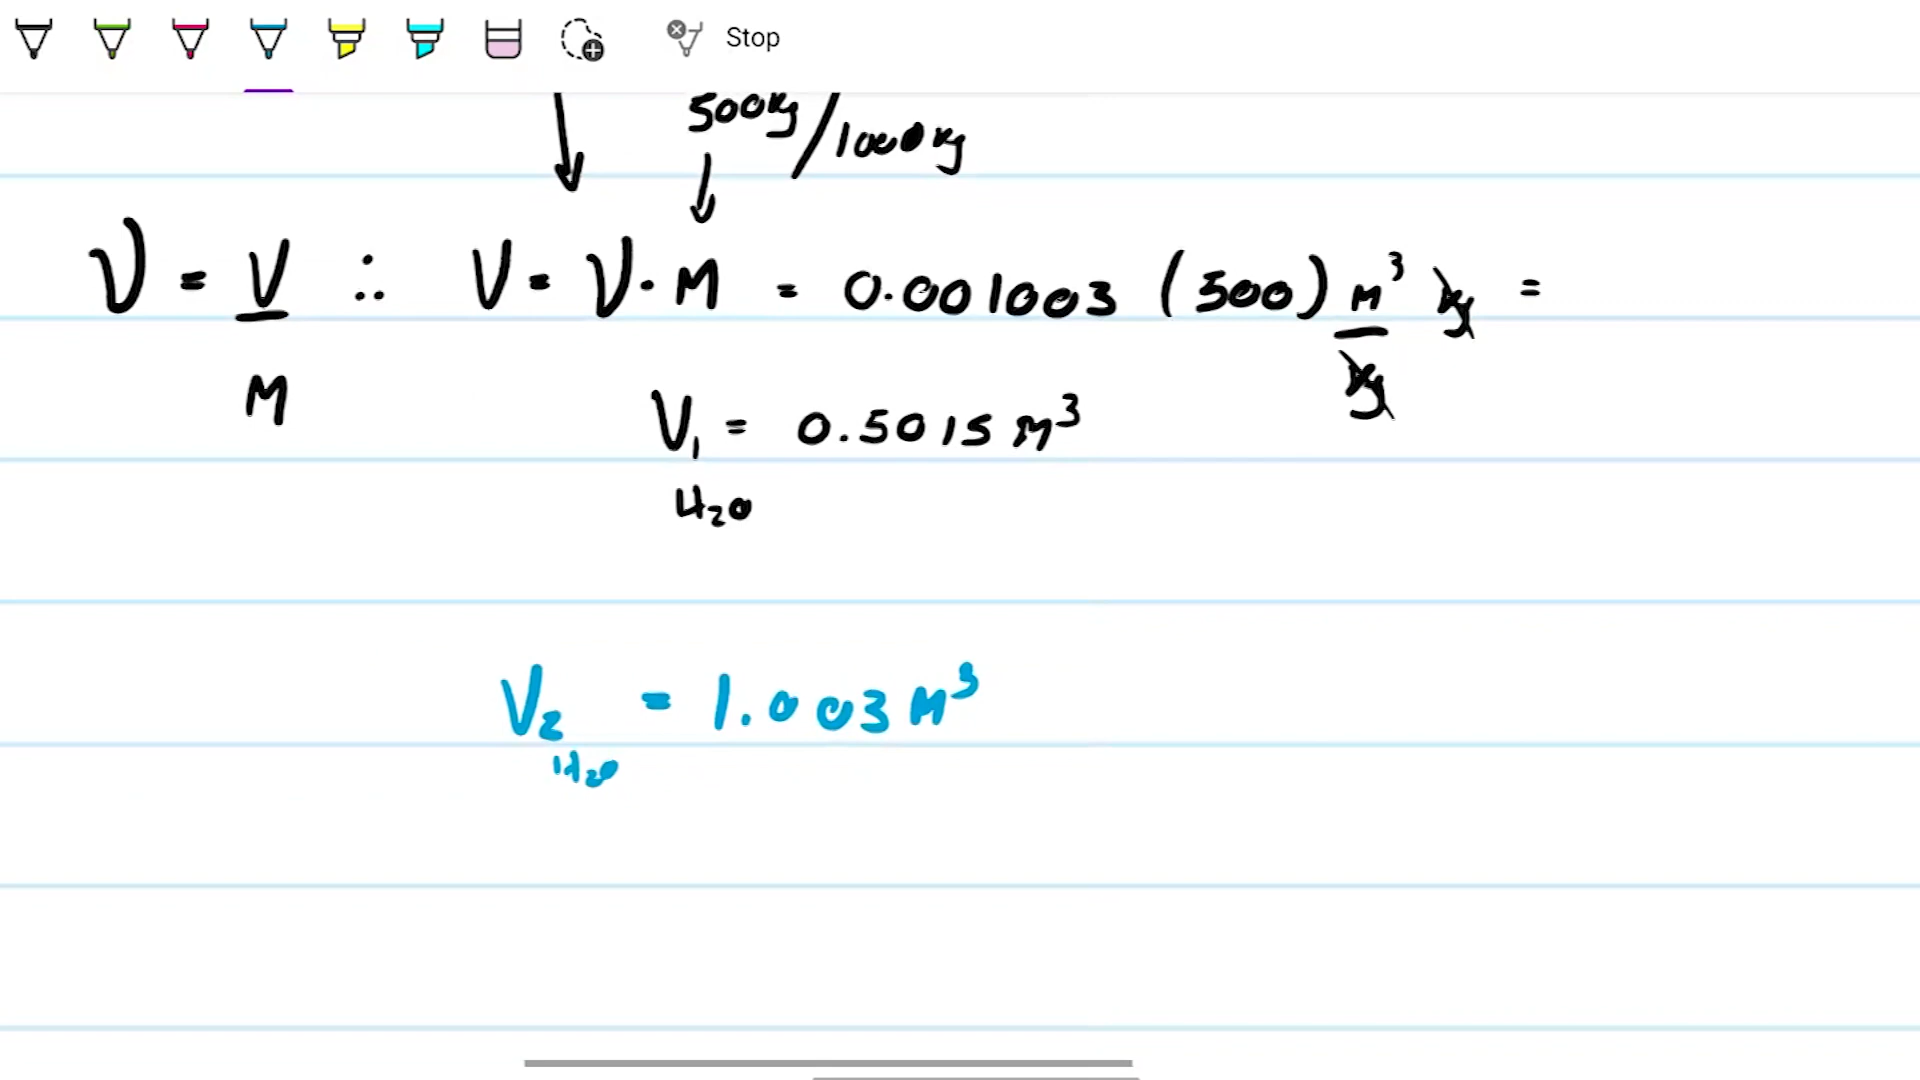 Stop
500kg/1000kg
ν = V/M ∴ V = ν · M = 0.001003 (500) m³/kg kg =
V₁ H₂O = 0.5015 m³
V₂ H₂O = 1.003 m³